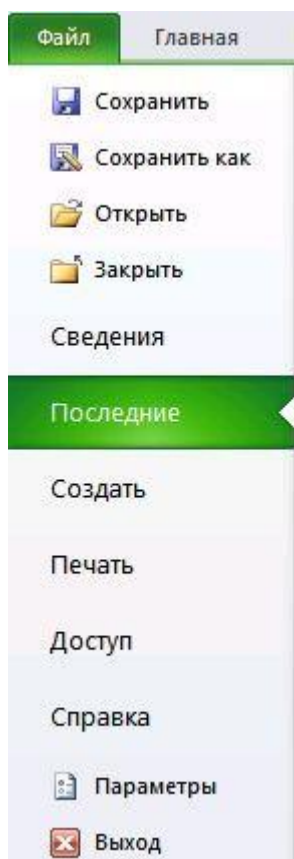 Файл Главная
Сохранить
Сохранить как
Открыть
Закрыть
Сведения
Последние
Создать
Печать
Доступ
Справка
Параметры
Выход